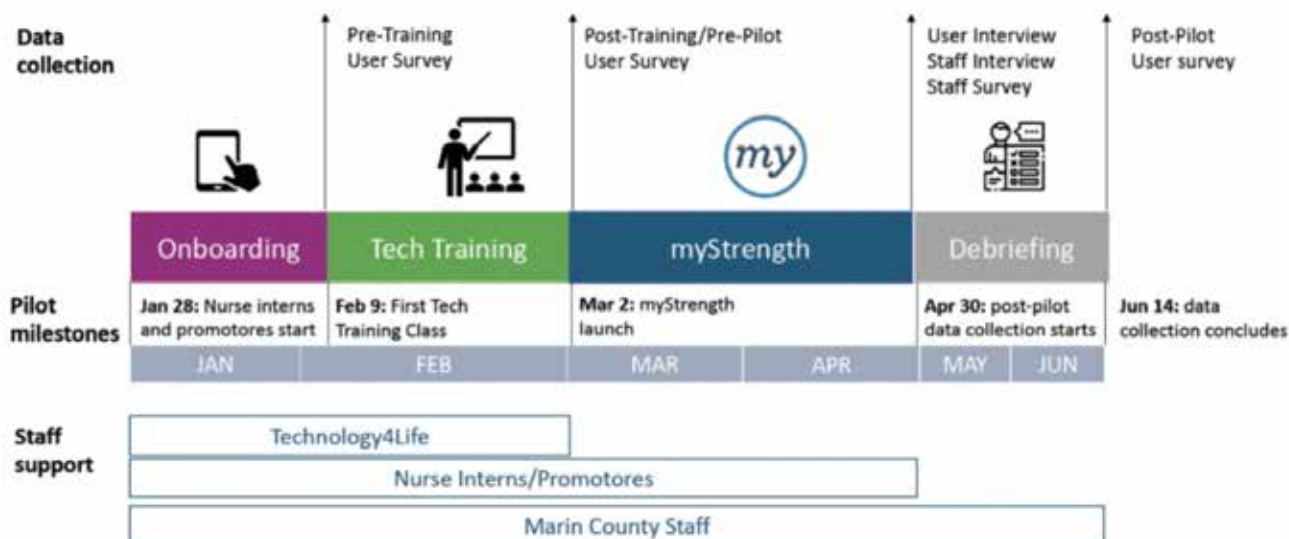 Data
collection
Pre-Training
User Survey
Post-Training/Pre-Pilot
User Survey
User Interview
Staff Interview
Staff Survey
Post-Pilot
User survey
my
Onboarding
Tech Training
myStrength
Debriefing
Pilot
milestones
Jan 28: Nurse interns
and promotores start
Feb 9: First Tech
Training Class
Mar 2: myStrength
launch
Apr 30: post-pilot
data collection starts
Jun 14: data
collection concludes
JAN
FEB
MAR
APR
MAY
JUN
Staff
support
Technology4Life
Nurse Interns/Promotores
Marin County Staff